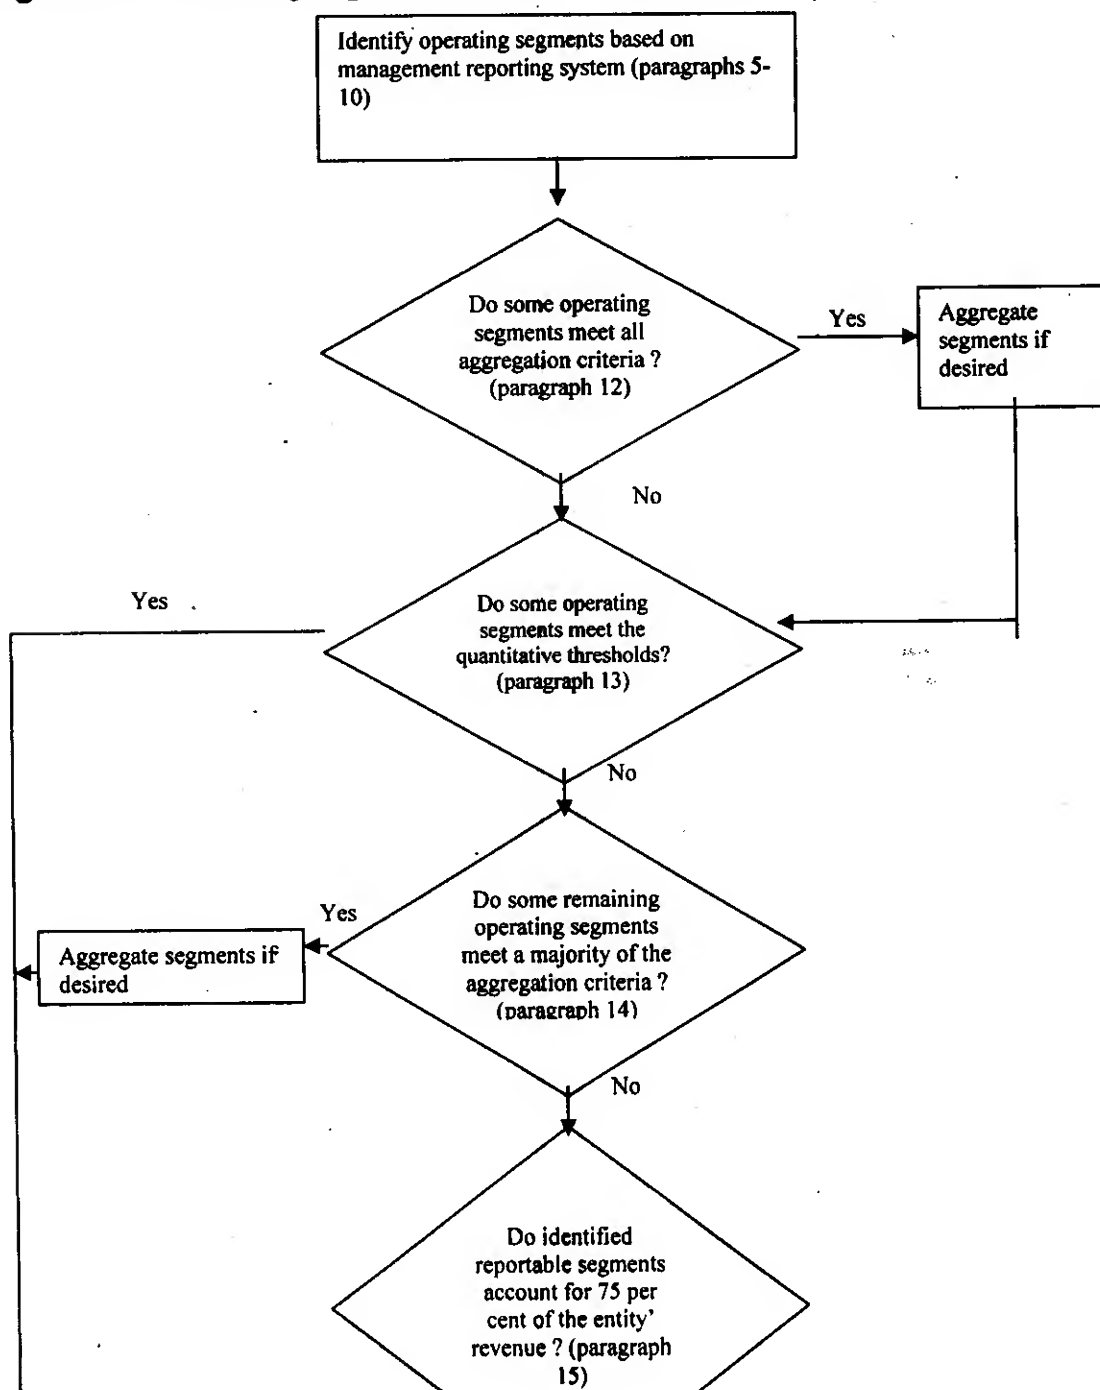 Identify operating segments based on
management reporting system (paragraphs 5-
10)
Do some operating
segments meet all
aggregation criteria ?
(paragraph 12)
Yes
Aggregate
segments if
desired
No
Yes
Do some operating
segments meet the
quantitative thresholds?
(paragraph 13)
No
Do some remaining
operating segments
meet a majority of the
aggregation criteria ?
(paragraph 14)
Yes
Aggregate segments if
desired
No
Do identified
reportable segments
account for 75 per
cent of the entity'
revenue ? (paragraph
15)